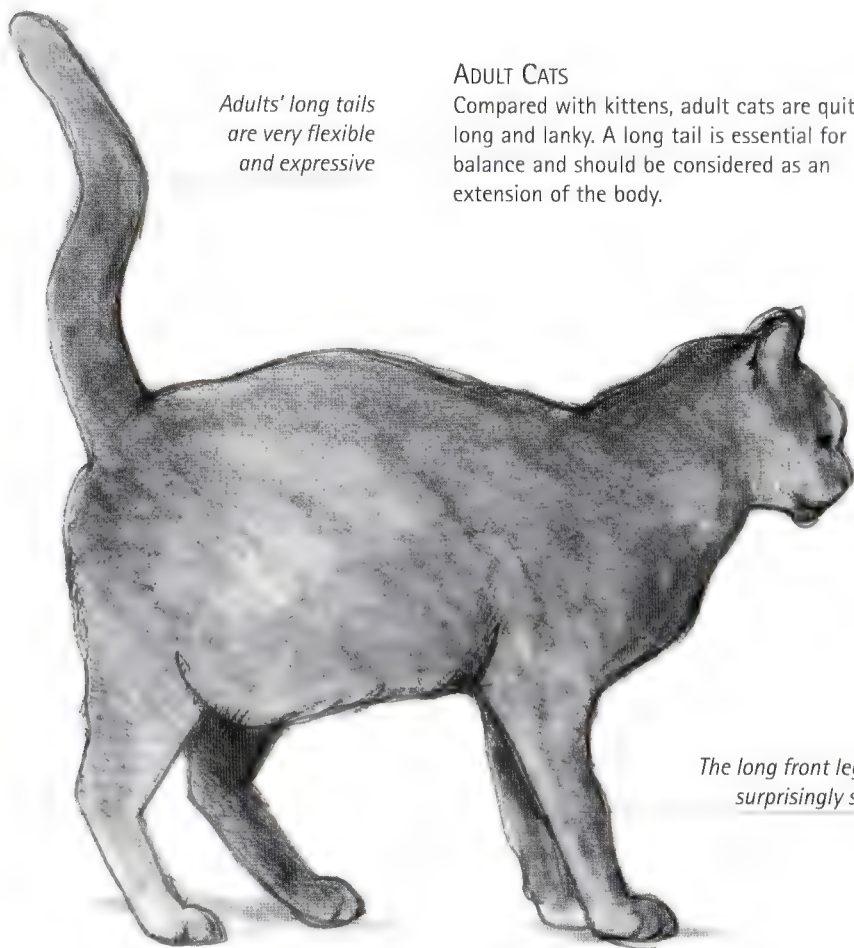 Adults' long tails
are very flexible
and expressive
ADULT CATS
Compared with kittens, adult cats are quit
long and lanky. A long tail is essential for
balance and should be considered as an
extension of the body.
The long front leg
surprisingly s